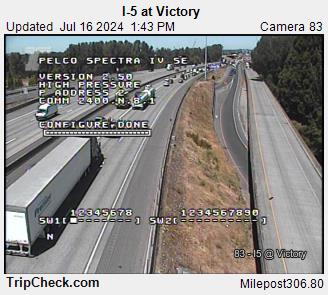 I-5 at Victory
Updated Jul 16 2024 1:43 PM Camera 83
PELCO SPECTRA IV SE
VERSION 2.50
HIGH PRESSURE
P ADDRESS 2
COMM 2400,N,8,1
CONFIGURE DONE
12345678 1234567890
SW1 SW2
N
83 - I5 @ Victory
TripCheck.com Milepost306.80